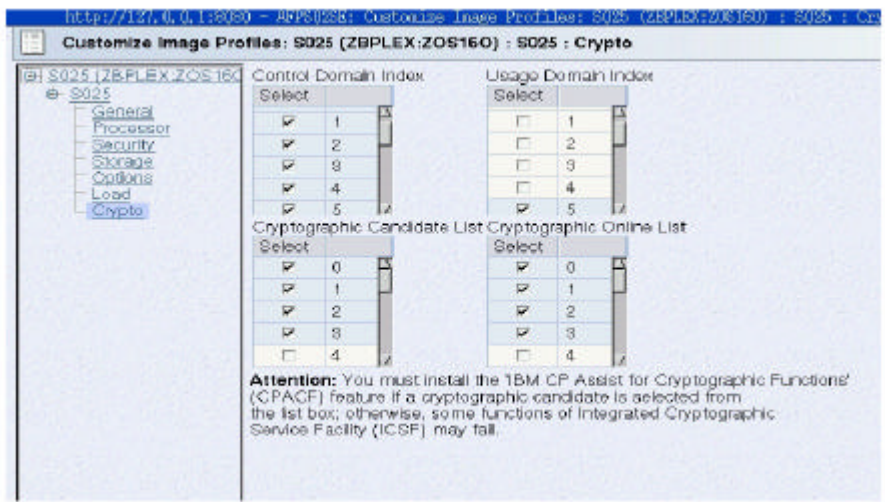 http://127.0.0.1:8080 - APPS02SE: Customize Image Profiles: S025 (ZBPLEX:ZOS160) : S025 : Cry
Customize Image Profiles: S025 (ZBPLEX:ZOS160) : S025 : Crypto
S025 (ZBPLEX:ZOS160
S025
General
Processor
Security
Storage
Options
Load
Crypto
Control Domain Index
Select
1
2
3
4
5
Usage Domain Index
Select
1
2
3
4
5
Cryptographic Candidate List
Select
0
1
2
3
4
Cryptographic Online List
Select
0
1
2
3
4
Attention: You must install the 'IBM CP Assist for Cryptographic Functions'
(CPACF) feature if a cryptographic candidate is selected from
the list box; otherwise, some functions of Integrated Cryptographic
Service Facility (ICSF) may fail.